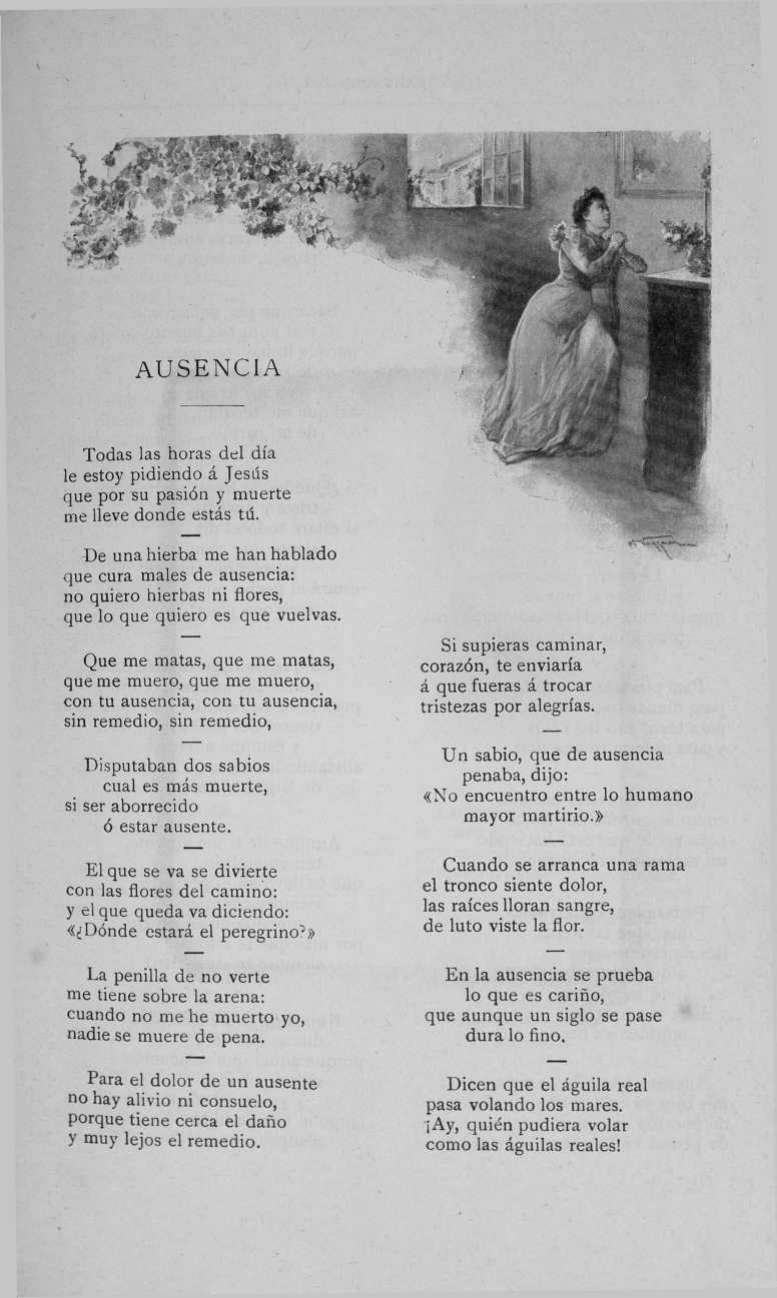 AUSENCIA
Todas las horas del día
le estoy pidiendo á Jesús
que por su pasión y muerte
me lleve donde estás tú.
De una hierba me han hablado
que cura males de ausencia:
no quiero hierbas ni flores,
que lo que quiero es que vuelvas.
Que me matas, que me matas,
que me muero, que me muero,
con tu ausencia, con tu ausencia,
sin remedio, sin remedio,
Disputaban dos sabios
cual es más muerte,
si ser aborrecido
ó estar ausente.
El que se va se divierte
con las flores del camino:
y el que queda va diciendo:
«¿Dónde estará el peregrino?»
La penilla de no verte
me tiene sobre la arena:
cuando no me he muerto yo,
nadie se muere de pena.
Para el dolor de un ausente
no hay alivio ni consuelo,
porque tiene cerca el daño
y muy lejos el remedio.
Si supieras caminar,
corazón, te enviaría
á que fueras á trocar
tristezas por alegrías.
Un sabio, que de ausencia
penaba, dijo:
«No encuentro entre lo humano
mayor martirio.»
Cuando se arranca una rama
el tronco siente dolor,
las raíces lloran sangre,
de luto viste la flor.
En la ausencia se prueba
lo que es cariño,
que aunque un siglo se pase
dura lo fino.
Dicen que el águila real
pasa volando los mares.
¡Ay, quién pudiera volar
como las águilas reales!